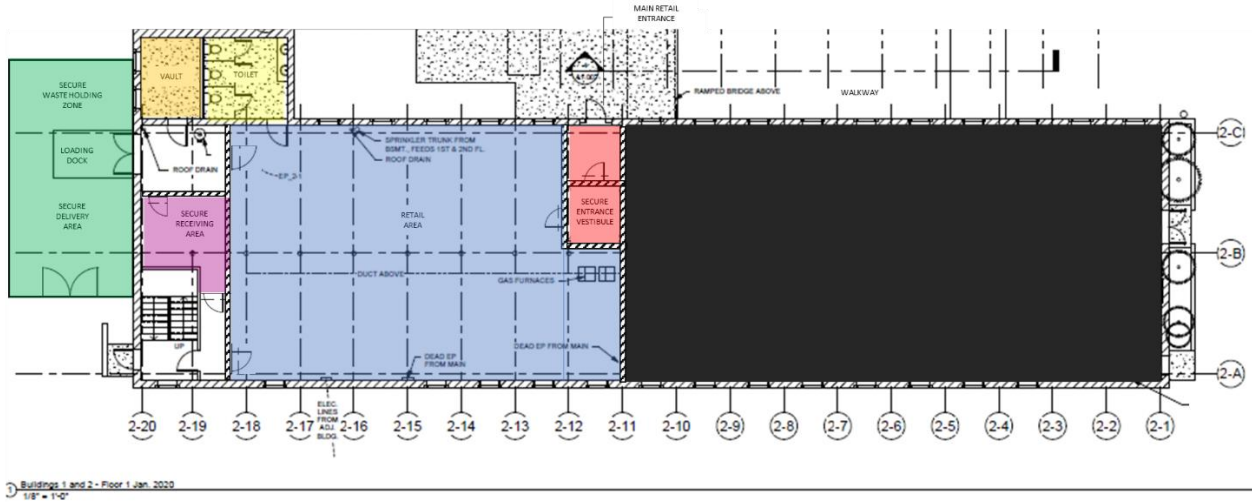 MAIN RETAIL
ENTRANCE
SECURE
WASTE HOLDING
ZONE
VAULT
TOILET
RAMPED BRIDGE ABOVE
WALKWAY
LOADING
DOCK
ROOF DRAIN
SPRINKLER TRUNK FROM
BSMT., FEEDS 1ST & 2ND FL.
ROOF DRAIN
EP_2-1
SECURE
DELIVERY
AREA
SECURE
RECEIVING
AREA
RETAIL
AREA
SECURE
ENTRANCE
VESTIBULE
DUCT ABOVE
GAS FURNACES
UP
DEAD EP
FROM MAIN
DEAD EP FROM MAIN
ELEC.
LINES
FROM
ADJ.
BLDG.
2-C
2-B
2-A
2-20
2-19
2-18
2-17
2-16
2-15
2-14
2-13
2-12
2-11
2-10
2-9
2-8
2-7
2-6
2-5
2-4
2-3
2-2
2-1
1 Buildings 1 and 2 - Floor 1 Jan. 2020
1/8" = 1'-0"